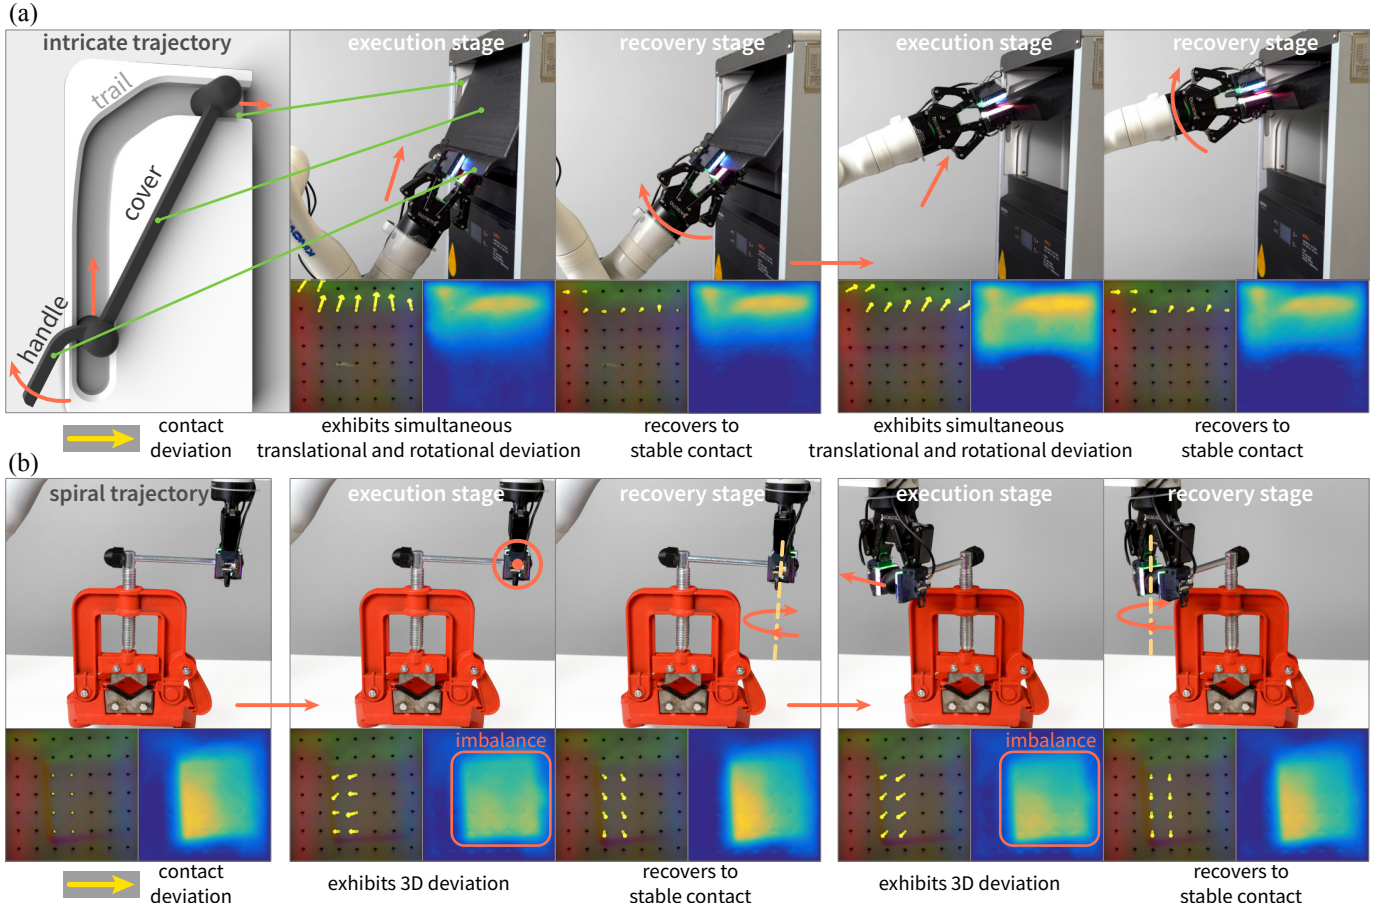 (a)
intricate trajectory
execution stage
recovery stage
execution stage
recovery stage
trail
cover
handle
contact
deviation
exhibits simultaneous
translational and rotational deviation
recovers to
stable contact
exhibits simultaneous
translational and rotational deviation
recovers to
stable contact
(b)
spiral trajectory
execution stage
recovery stage
execution stage
recovery stage
imbalance
imbalance
contact
deviation
exhibits 3D deviation
recovers to
stable contact
exhibits 3D deviation
recovers to
stable contact